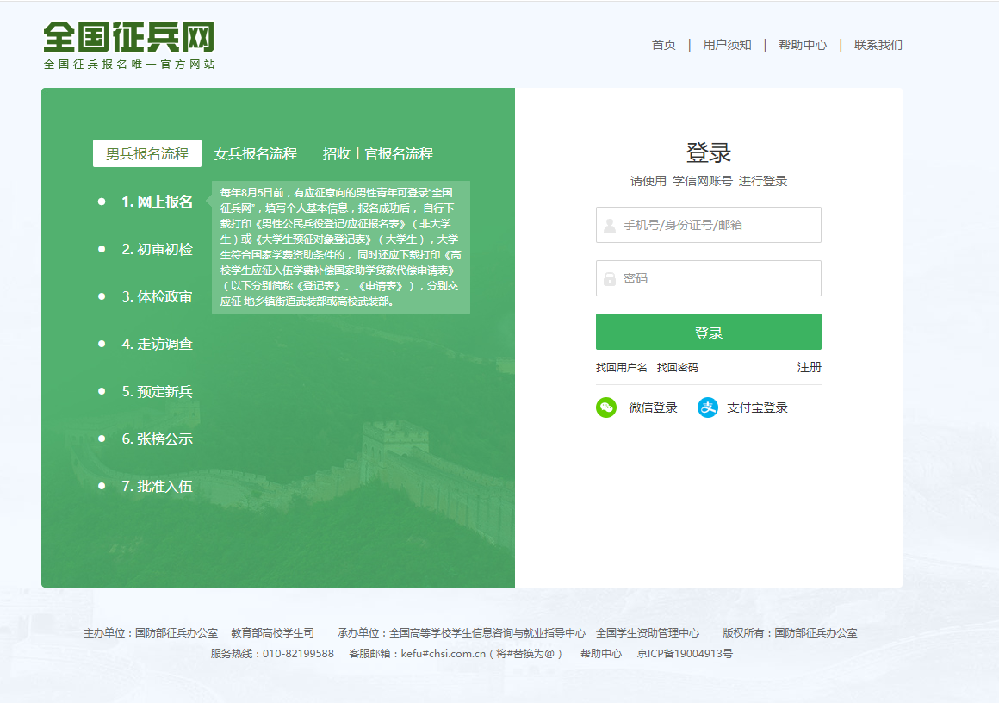 全国征兵网
全国征兵报名唯一官方网站
首页 | 用户须知 | 帮助中心 | 联系我们
男兵报名流程 女兵报名流程 招收士官报名流程
1. 网上报名
每年8月5日前，有应征意向的男性青年可登录“全国
征兵网”，填写个人基本信息，报名成功后， 自行下
载打印《男性公民兵役登记/应征报名表》（非大学
生）或《大学生预征对象登记表》（大学生），大学
生符合国家学费资助条件的， 同时还应下载打印《高
校学生应征入伍学费补偿国家助学贷款代偿申请表》
（以下分别简称《登记表》、《申请表》），分别交
应征 地乡镇街道武装部或高校武装部。
2. 初审初检
3. 体检政审
4. 走访调查
5. 预定新兵
6. 张榜公示
7. 批准入伍
登录
请使用 学信网账号 进行登录
手机号/身份证号/邮箱
密码
登录
找回用户名 找回密码 注册
微信登录 支付宝登录
主办单位：国防部征兵办公室 教育部高校学生司 承办单位：全国高等学校学生信息咨询与就业指导中心 全国学生资助管理中心 版权所有：国防部征兵办公室
服务热线：010-82199588 客服邮箱：kefu#chsi.com.cn（将#替换为@） 帮助中心 京ICP备19004913号